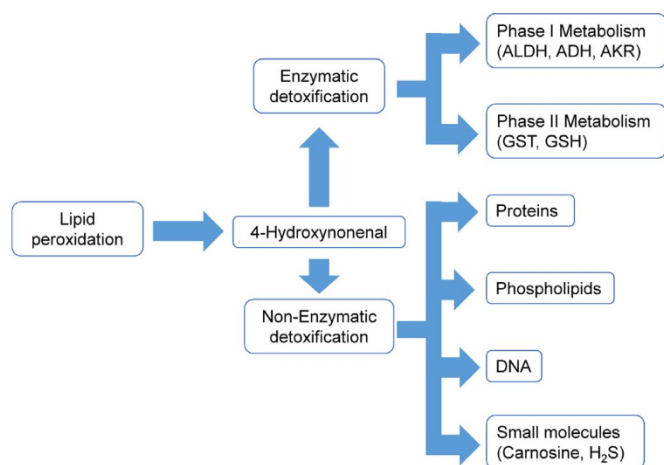 Phase I Metabolism
(ALDH, ADH, AKR)
Enzymatic
detoxification
Phase II Metabolism
(GST, GSH)
Lipid
peroxidation
4-Hydroxynonenal
Proteins
Phospholipids
Non-Enzymatic
detoxification
DNA
Small molecules
(Carnosine, H₂S)